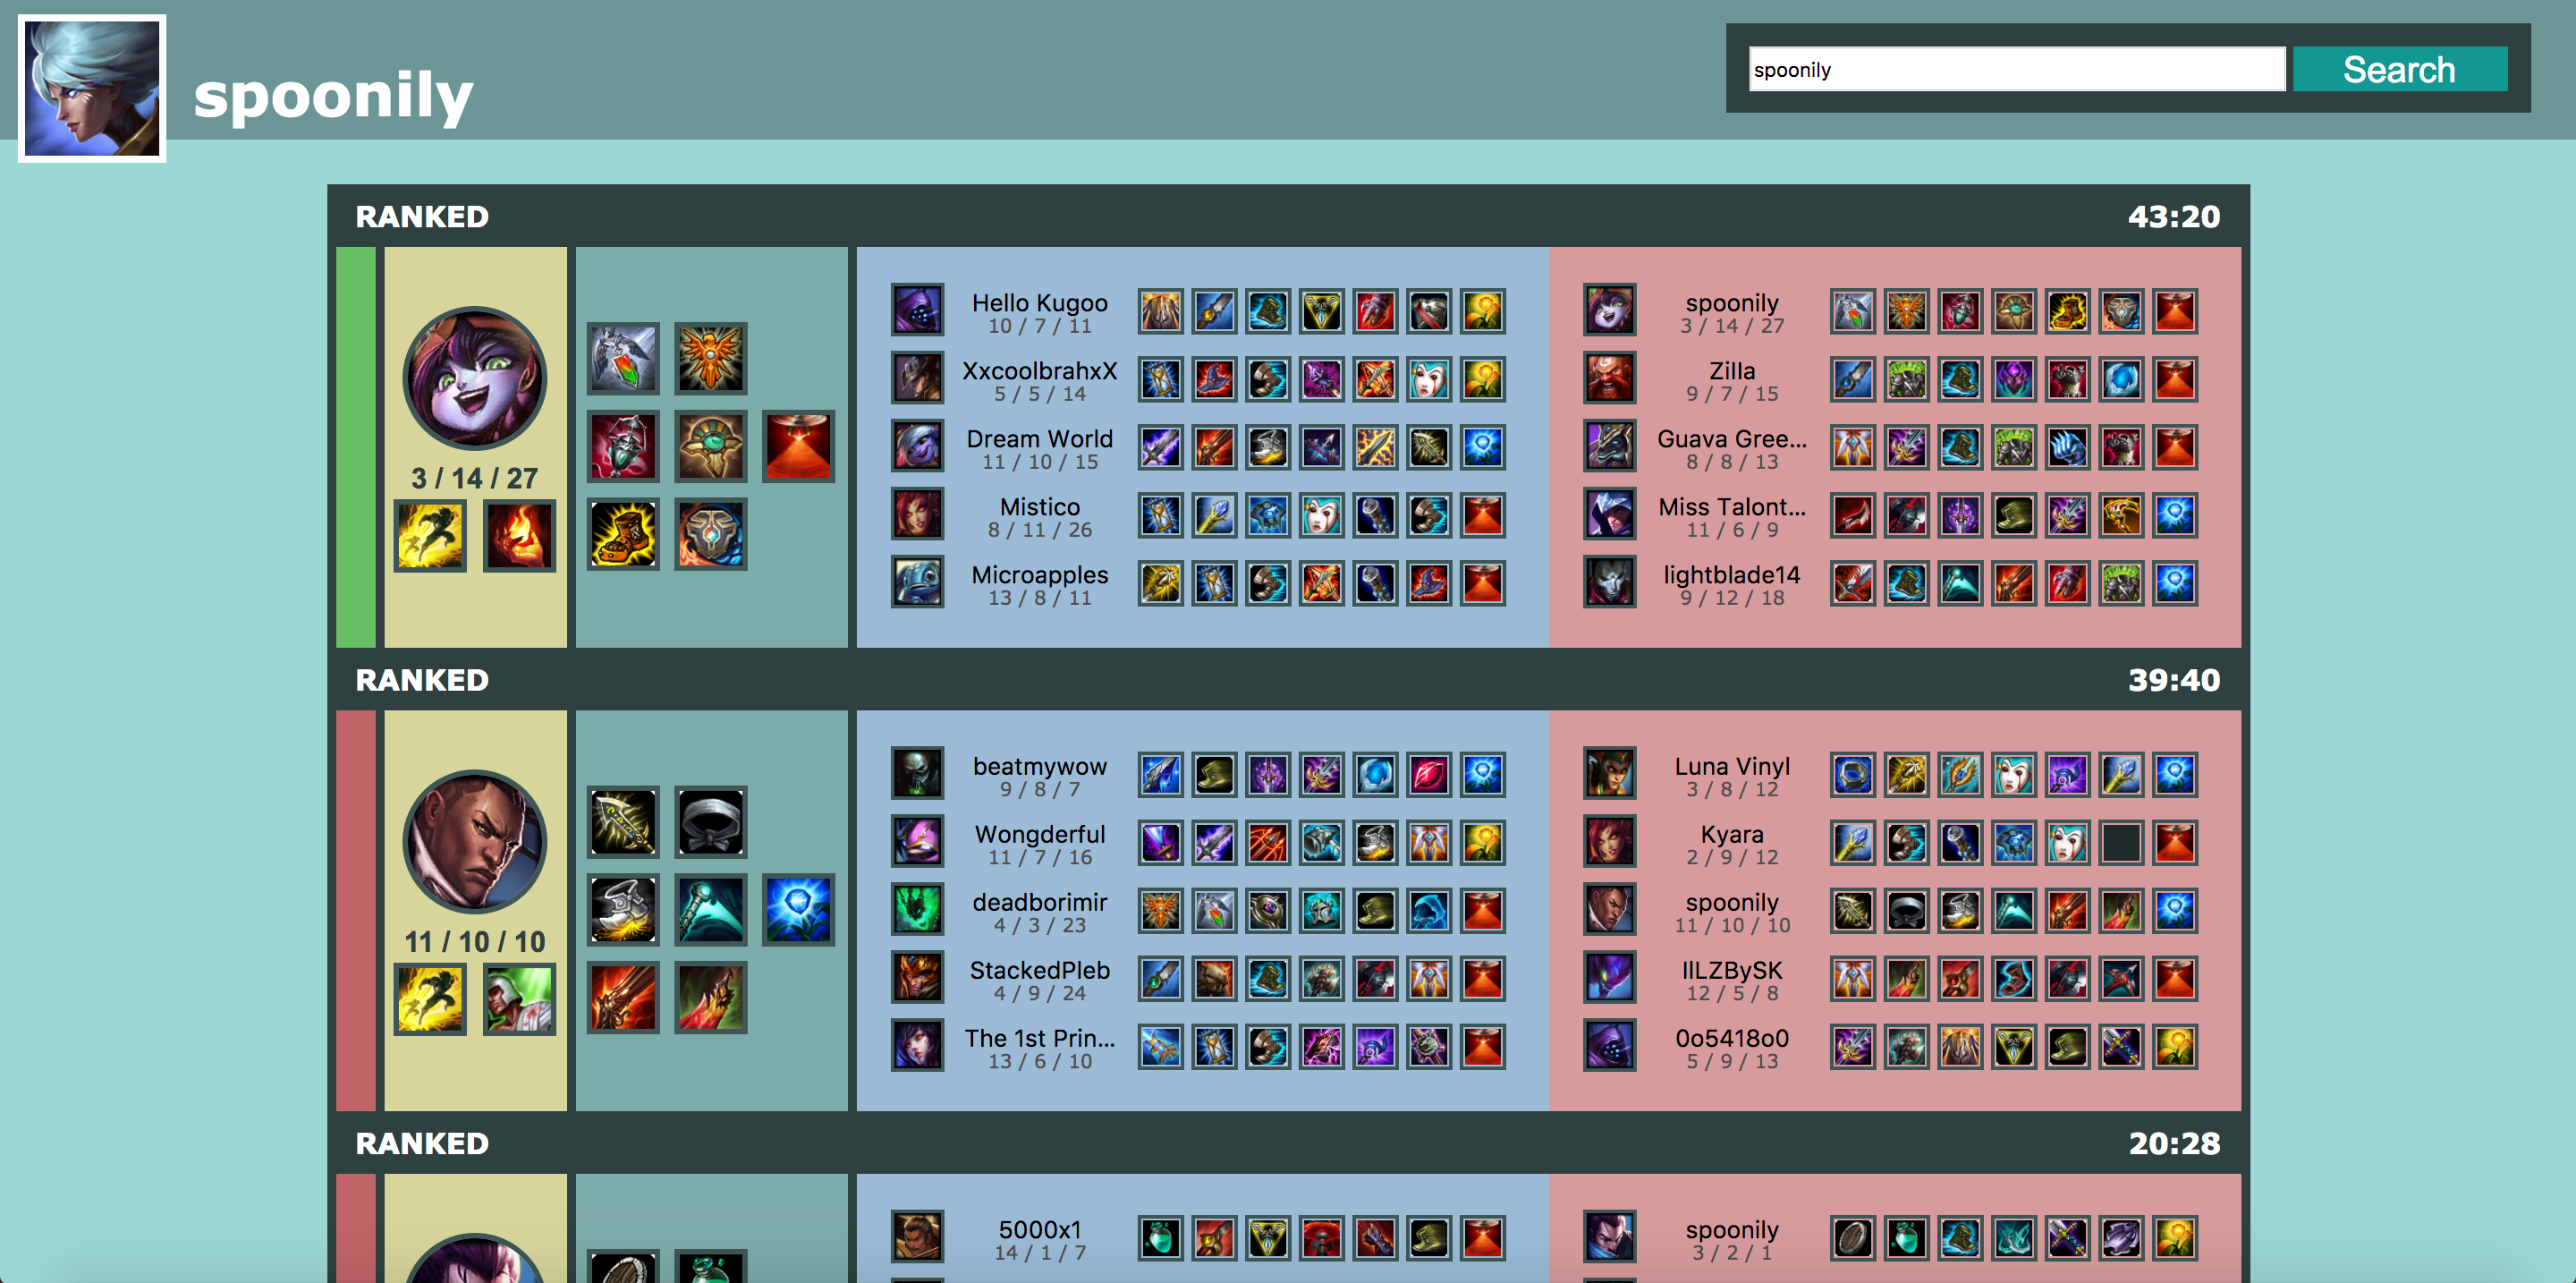 spoonily
spoonily
Search
RANKED
43:20
3 / 14 / 27
Hello Kugoo
10 / 7 / 11
XxcoolbrahxX
5 / 5 / 14
Dream World
11 / 10 / 15
Mistico
8 / 11 / 26
Microapples
13 / 8 / 11
spoonily
3 / 14 / 27
Zilla
9 / 7 / 15
Guava Gree...
8 / 8 / 13
Miss Talont...
11 / 6 / 9
lightblade14
9 / 12 / 18
RANKED
39:40
11 / 10 / 10
beatmywow
9 / 8 / 7
Wongderful
11 / 7 / 16
deadborimir
4 / 3 / 23
StackedPleb
4 / 9 / 24
The 1st Prin...
13 / 6 / 10
Luna Vinyl
3 / 8 / 12
Kyara
2 / 9 / 12
spoonily
11 / 10 / 10
IlLZBySK
12 / 5 / 8
0o5418o0
5 / 9 / 13
RANKED
20:28
5000x1
14 / 1 / 7
spoonily
3 / 2 / 1